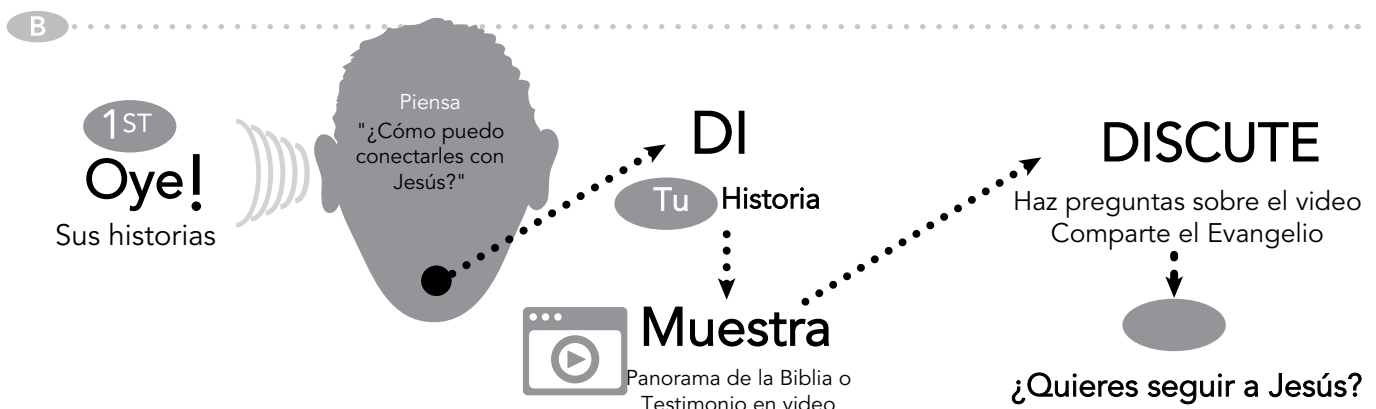 B
1ST
Oye!
Sus historias
Piensa
"¿Cómo puedo
conectarles con
Jesús?"
DI
Tu Historia
Muestra
Panorama de la Biblia o
Testimonio en video
DISCUTE
Haz preguntas sobre el video
Comparte el Evangelio
¿Quieres seguir a Jesús?